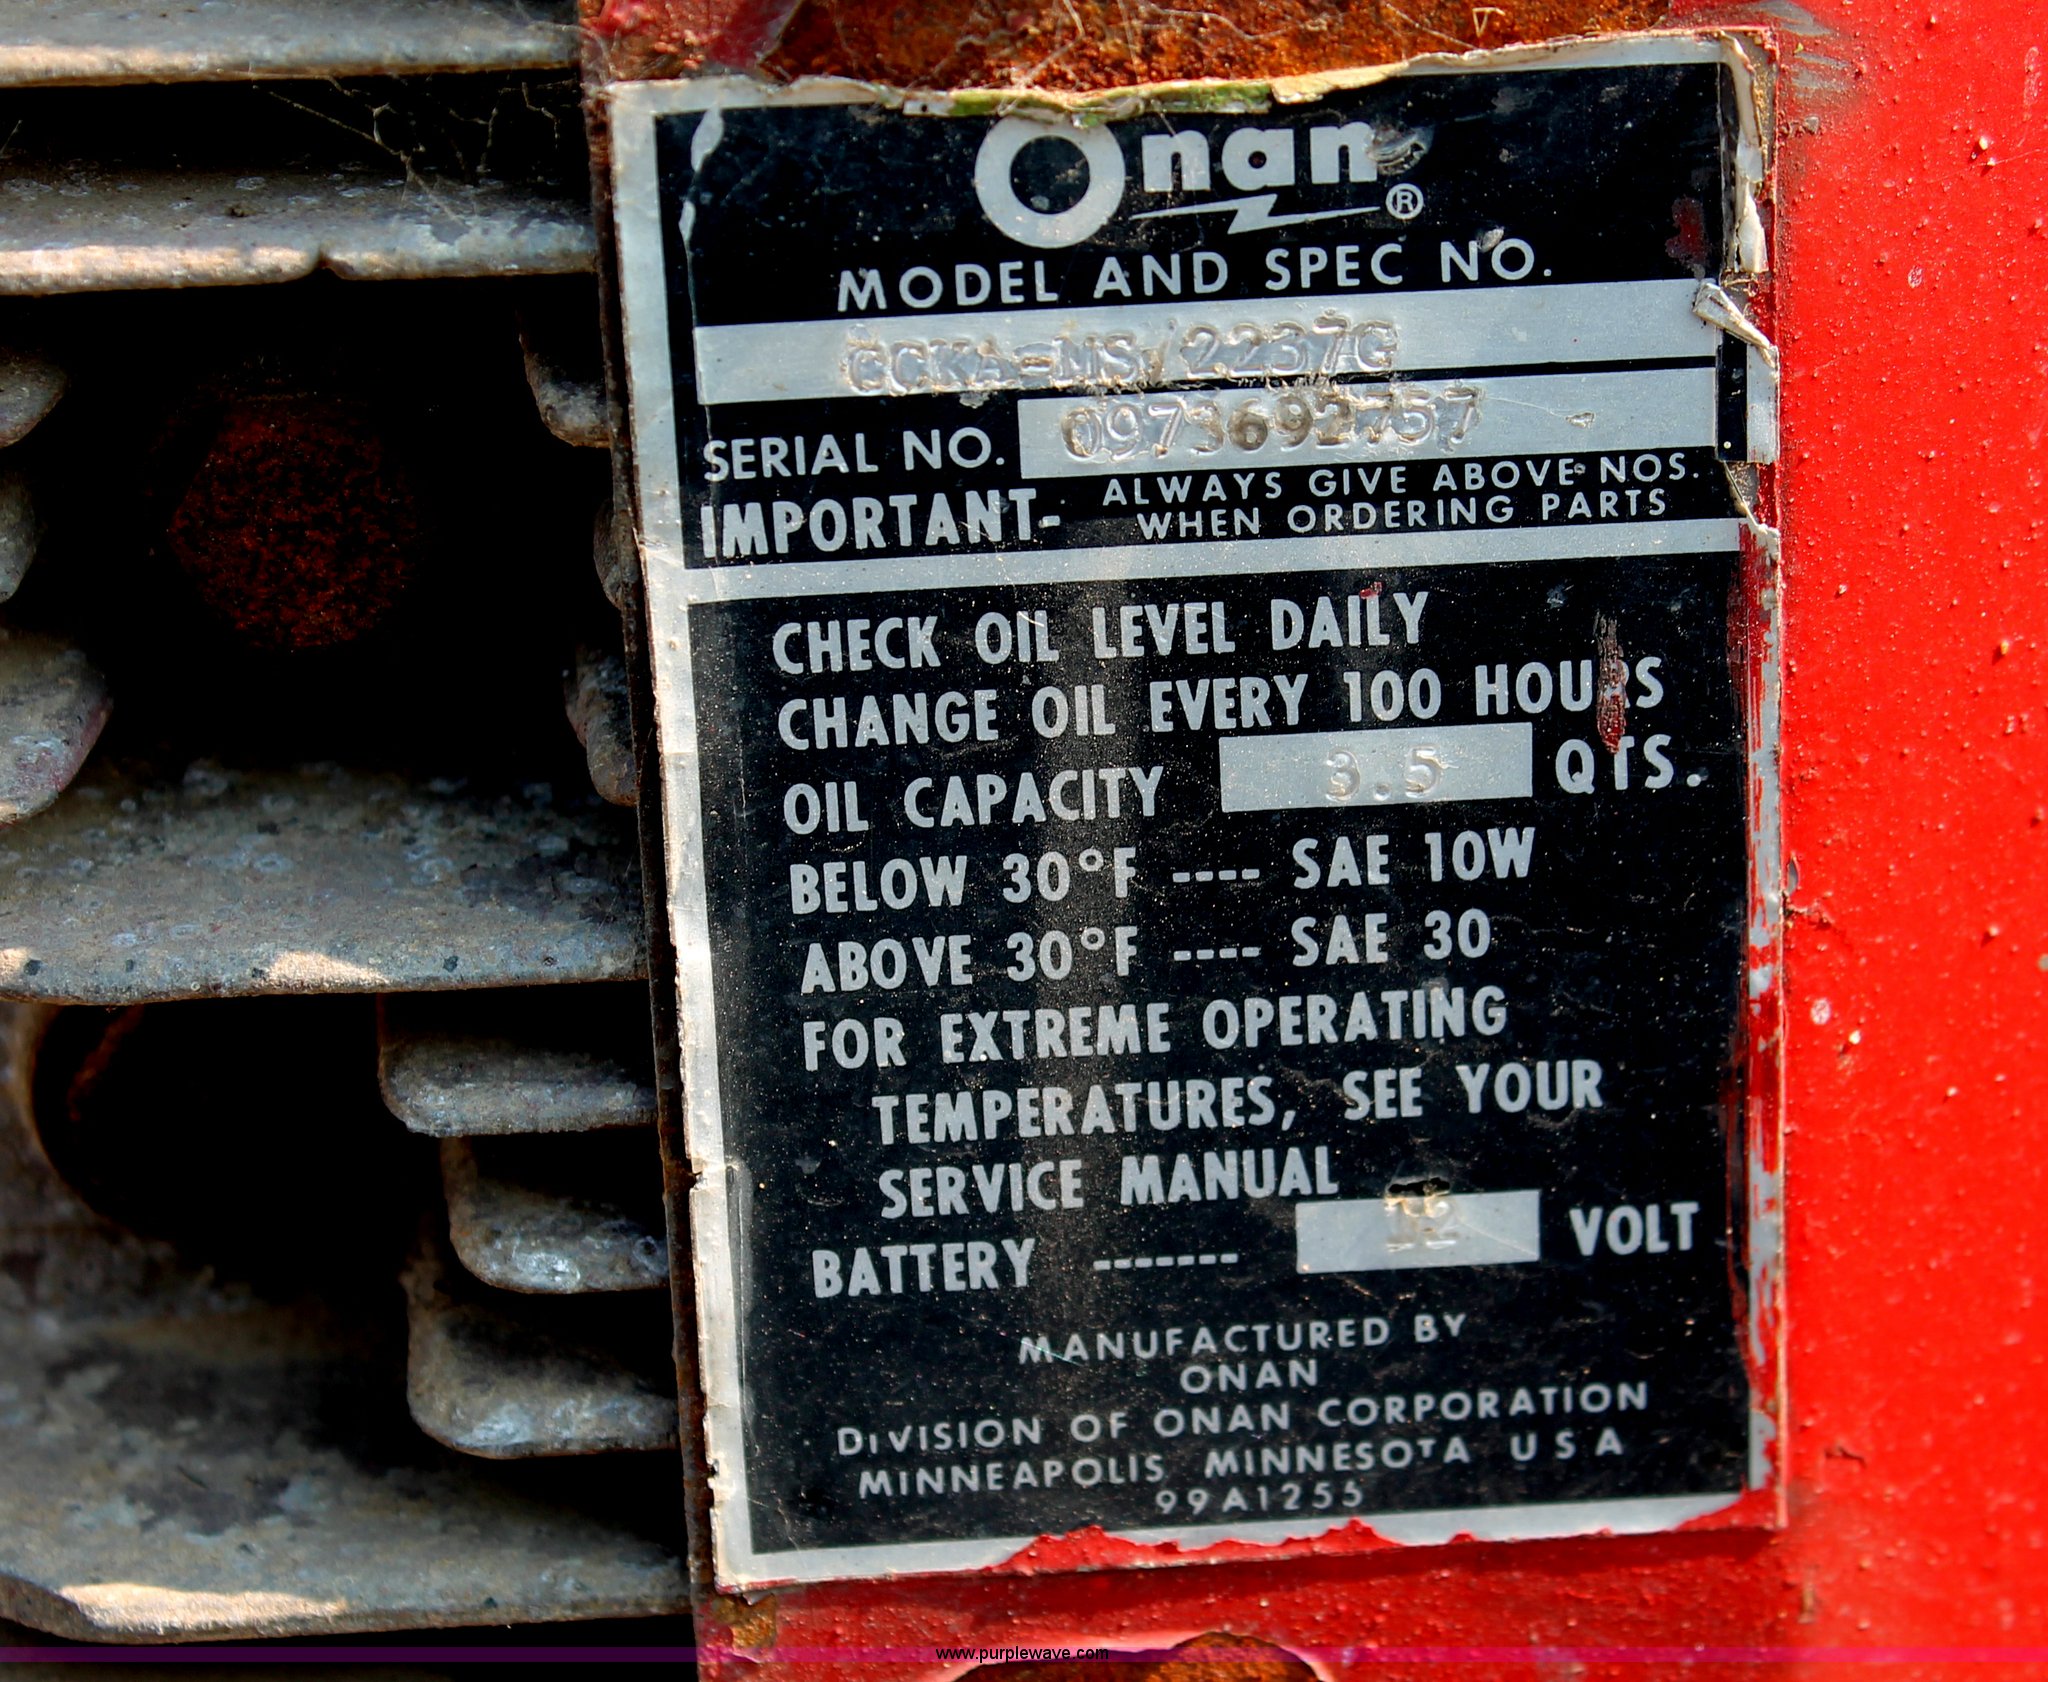 Onan®
MODEL AND SPEC NO.
CCKA-MS/2237G
SERIAL NO. 0973692757
IMPORTANT- ALWAYS GIVE ABOVE NOS.
WHEN ORDERING PARTS
CHECK OIL LEVEL DAILY
CHANGE OIL EVERY 100 HOURS
OIL CAPACITY 3.5 QTS.
BELOW 30°F ---- SAE 10W
ABOVE 30°F ---- SAE 30
FOR EXTREME OPERATING
TEMPERATURES, SEE YOUR
SERVICE MANUAL
BATTERY ------- 12 VOLT
MANUFACTURED BY
ONAN
DIVISION OF ONAN CORPORATION
MINNEAPOLIS MINNESOTA USA
99A1255
www.purplewave.com